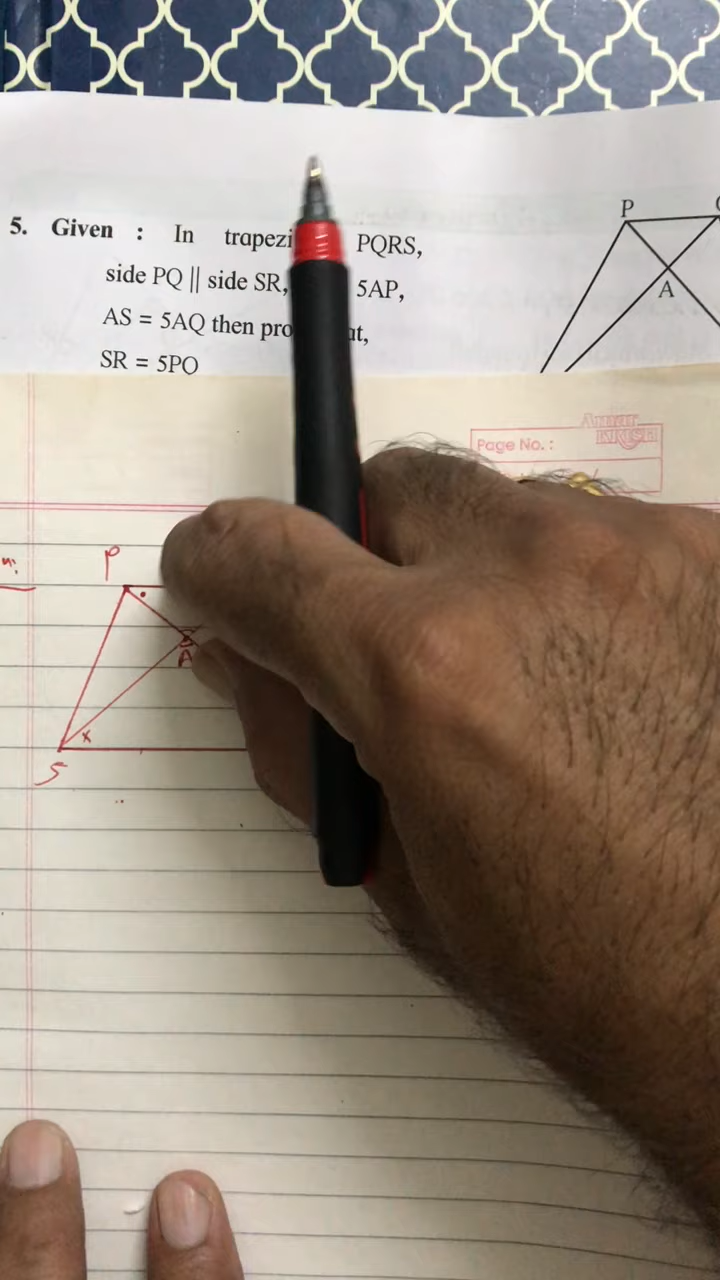 5. Given : In trapezi PQRS,
side PQ || side SR, 5AP,
AS = 5AQ then pro at,
SR = 5PQ
P
A
Page No. :
P
A
x
S